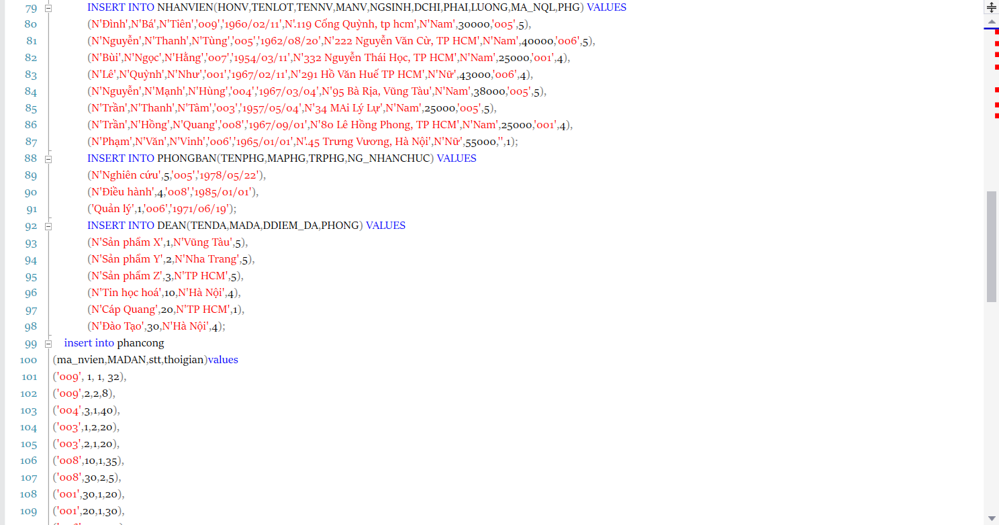 79 INSERT INTO NHANVIEN(HONV,TENLOT,TENNV,MANV,NGSINH,DCHI,PHAI,LUONG,MA_NQL,PHG) VALUES
80 (N'Đình',N'Bá',N'Tiên','009','1960/02/11',N'.119 Cống Quỳnh, tp hcm',N'Nam',30000,'005',5),
81 (N'Nguyễn',N'Thanh',N'Tùng','005','1962/08/20',N'222 Nguyễn Văn Cừ, TP HCM',N'Nam',40000,'006',5),
82 (N'Bùi',N'Ngọc',N'Hằng','007','1954/03/11',N'332 Nguyễn Thái Học, TP HCM',N'Nam',25000,'001',4),
83 (N'Lê',N'Quỳnh',N'Như','001','1967/02/11',N'291 Hồ Văn Huế TP HCM',N'Nữ',43000,'006',4),
84 (N'Nguyễn',N'Mạnh',N'Hùng','004','1967/03/04',N'95 Bà Rịa, Vũng Tàu',N'Nam',38000,'005',5),
85 (N'Trần',N'Thanh',N'Tâm','003','1957/05/04',N'34 MAi Lý Lự',N'Nam',25000,'005',5),
86 (N'Trần',N'Hồng',N'Quang','008','1967/09/01',N'80 Lê Hồng Phong, TP HCM',N'Nam',25000,'001',4),
87 (N'Phạm',N'Văn',N'Vinh','006','1965/01/01',N'.45 Trưng Vương, Hà Nội',N'Nữ',55000,'',1);
88 INSERT INTO PHONGBAN(TENPHG,MAPHG,TRPHG,NG_NHANCHUC) VALUES
89 (N'Nghiên cứu',5,'005','1978/05/22'),
90 (N'Điều hành',4,'008','1985/01/01'),
91 ('Quản lý',1,'006','1971/06/19');
92 INSERT INTO DEAN(TENDA,MADA,DDIEM_DA,PHONG) VALUES
93 (N'Sản phẩm X',1,N'Vũng Tàu',5),
94 (N'Sản phẩm Y',2,N'Nha Trang',5),
95 (N'Sản phẩm Z',3,N'TP HCM',5),
96 (N'Tin học hoá',10,N'Hà Nội',4),
97 (N'Cáp Quang',20,N'TP HCM',1),
98 (N'Đào Tạo',30,N'Hà Nội',4);
99 insert into phancong
100 (ma_nvien,MADAN,stt,thoigian)values
101 ('009', 1, 1, 32),
102 ('009',2,2,8),
103 ('004',3,1,40),
104 ('003',1,2,20),
105 ('003',2,1,20),
106 ('008',10,1,35),
107 ('008',30,2,5),
108 ('001',30,1,20),
109 ('001',20,1,30),